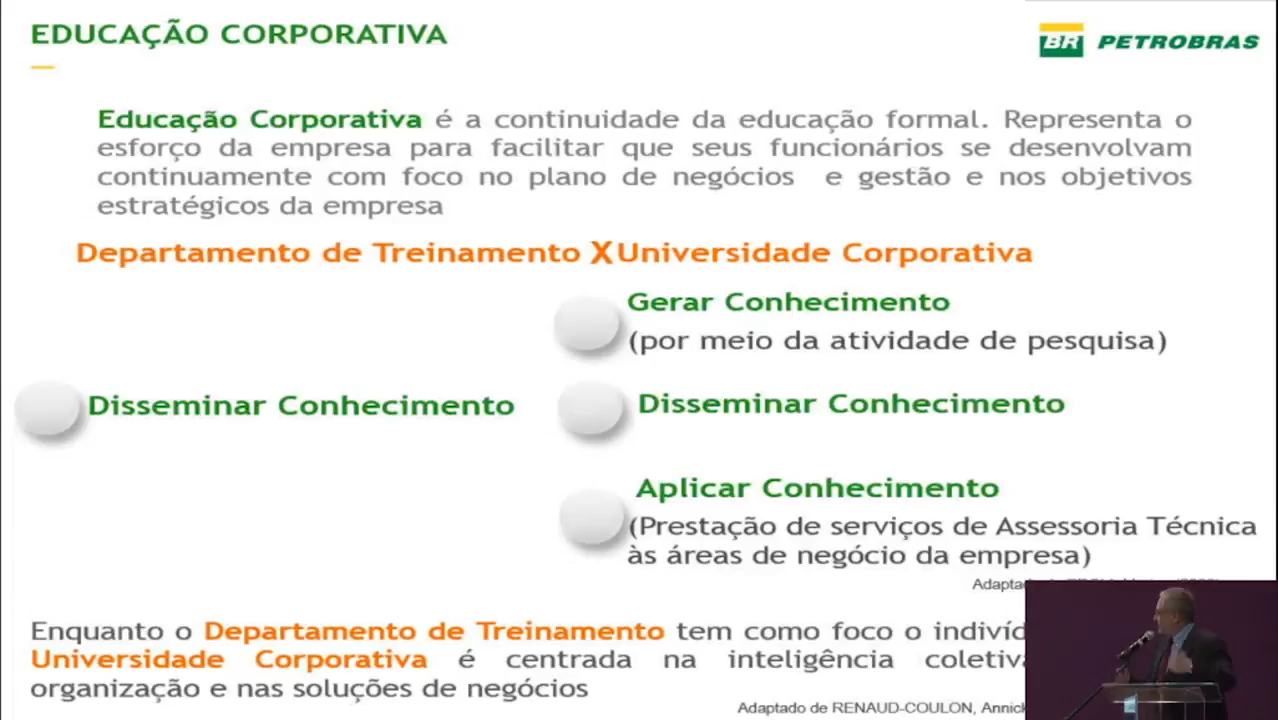 EDUCAÇÃO CORPORATIVA
BR PETROBRAS
Educação Corporativa é a continuidade da educação formal. Representa o
esforço da empresa para facilitar que seus funcionários se desenvolvam
continuamente com foco no plano de negócios e gestão e nos objetivos
estratégicos da empresa
Departamento de Treinamento X Universidade Corporativa
Gerar Conhecimento
(por meio da atividade de pesquisa)
Disseminar Conhecimento
Disseminar Conhecimento
Aplicar Conhecimento
(Prestação de serviços de Assessoria Técnica
às áreas de negócio da empresa)
Enquanto o Departamento de Treinamento tem como foco o
Universidade Corporativa é centrada na inteligência
organização e nas soluções de negócios
Adaptado de RENAUD-COULON, Annick